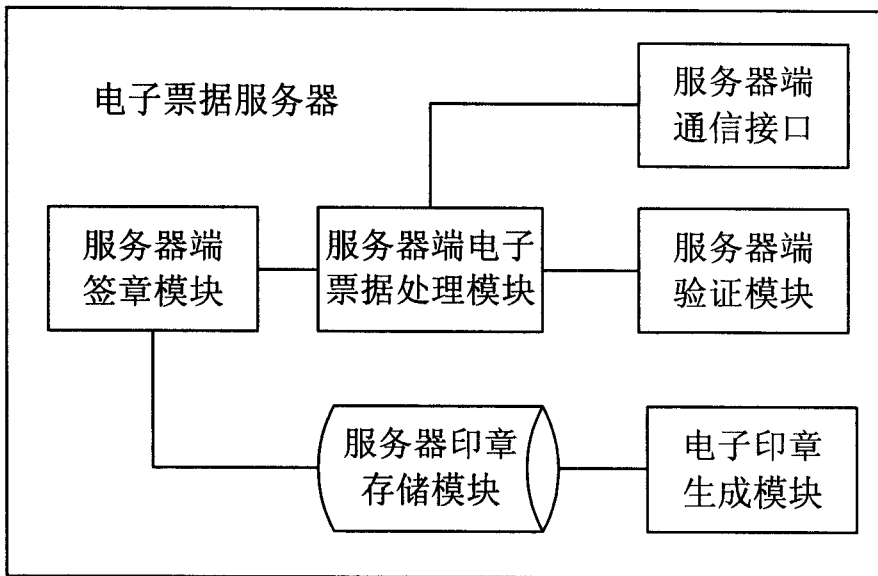 电子票据服务器
服务器端
通信接口
服务器端
签章模块
服务器端电子
票据处理模块
服务器端
验证模块
服务器印章
存储模块
电子印章
生成模块